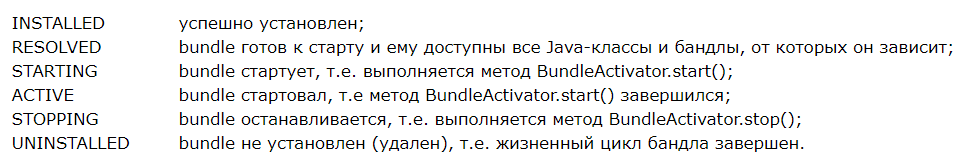 INSTALLED успешно установлен;
RESOLVED bundle готов к старту и ему доступны все Java-классы и бандлы, от которых он зависит;
STARTING bundle стартует, т.е. выполняется метод BundleActivator.start();
ACTIVE bundle стартовал, т.е метод BundleActivator.start() завершился;
STOPPING bundle останавливается, т.е. выполняется метод BundleActivator.stop();
UNINSTALLED bundle не установлен (удален), т.е. жизненный цикл бандла завершен.